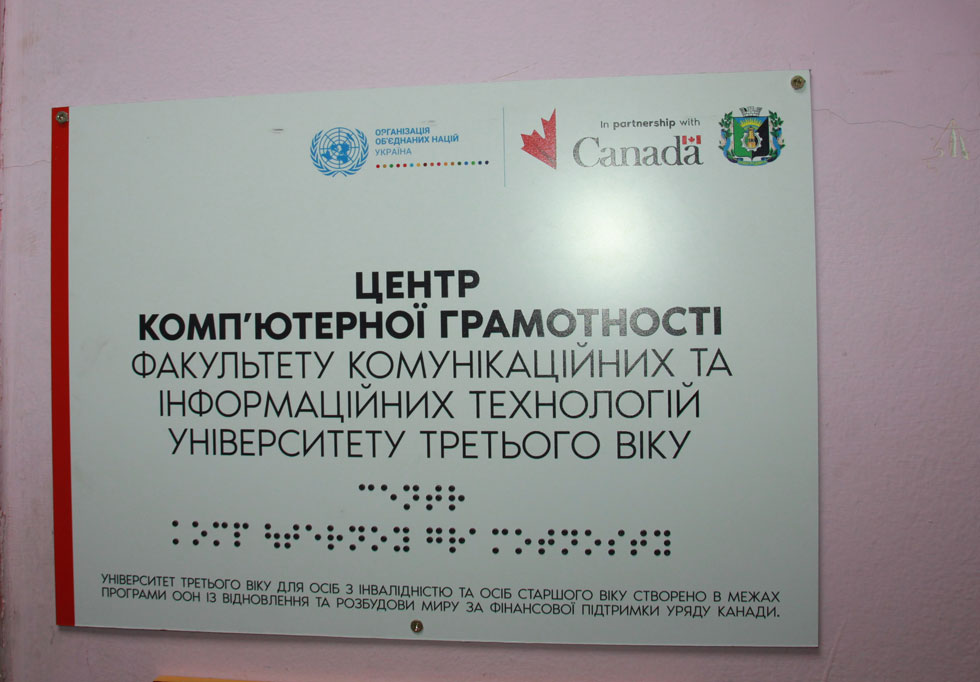 ОРГАНІЗАЦІЯ
ОБ'ЄДНАНИХ НАЦІЙ
УКРАЇНА
In partnership with
Canada
ЦЕНТР
КОМП'ЮТЕРНОЇ ГРАМОТНОСТІ
ФАКУЛЬТЕТУ КОМУНІКАЦІЙНИХ ТА
ІНФОРМАЦІЙНИХ ТЕХНОЛОГІЙ
УНІВЕРСИТЕТУ ТРЕТЬОГО ВІКУ
УНІВЕРСИТЕТ ТРЕТЬОГО ВІКУ ДЛЯ ОСІБ З ІНВАЛІДНІСТЮ ТА ОСІБ СТАРШОГО ВІКУ СТВОРЕНО В МЕЖАХ
ПРОГРАМИ ООН ІЗ ВІДНОВЛЕННЯ ТА РОЗБУДОВИ МИРУ ЗА ФІНАНСОВОЇ ПІДТРИМКИ УРЯДУ КАНАДИ.